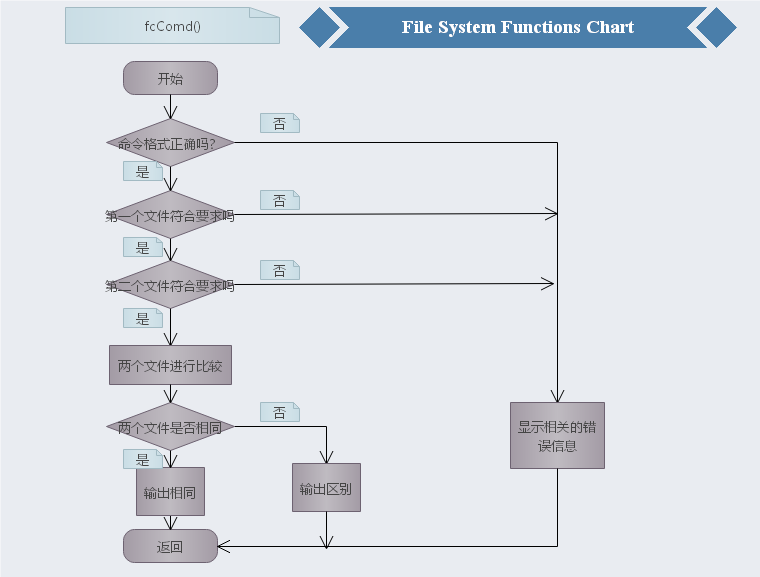 fcComd()
File System Functions Chart
开始
否
命令格式正确吗?
是
否
第一个文件符合要求吗
是
否
第二个文件符合要求吗
是
两个文件进行比较
否
两个文件是否相同
显示相关的错
误信息
是
输出相同
输出区别
返回